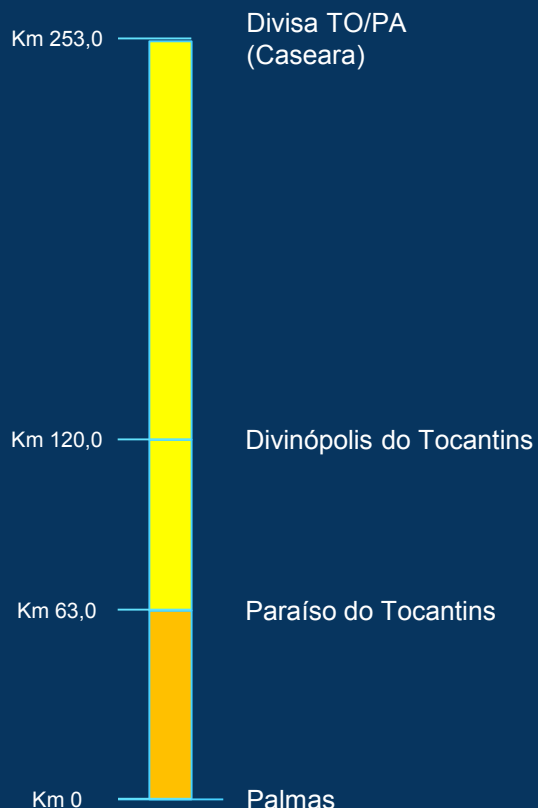 Km 253,0
Divisa TO/PA
(Caseara)
Km 120,0
Divinópolis do Tocantins
Km 63,0
Paraíso do Tocantins
Km 0
Palmas